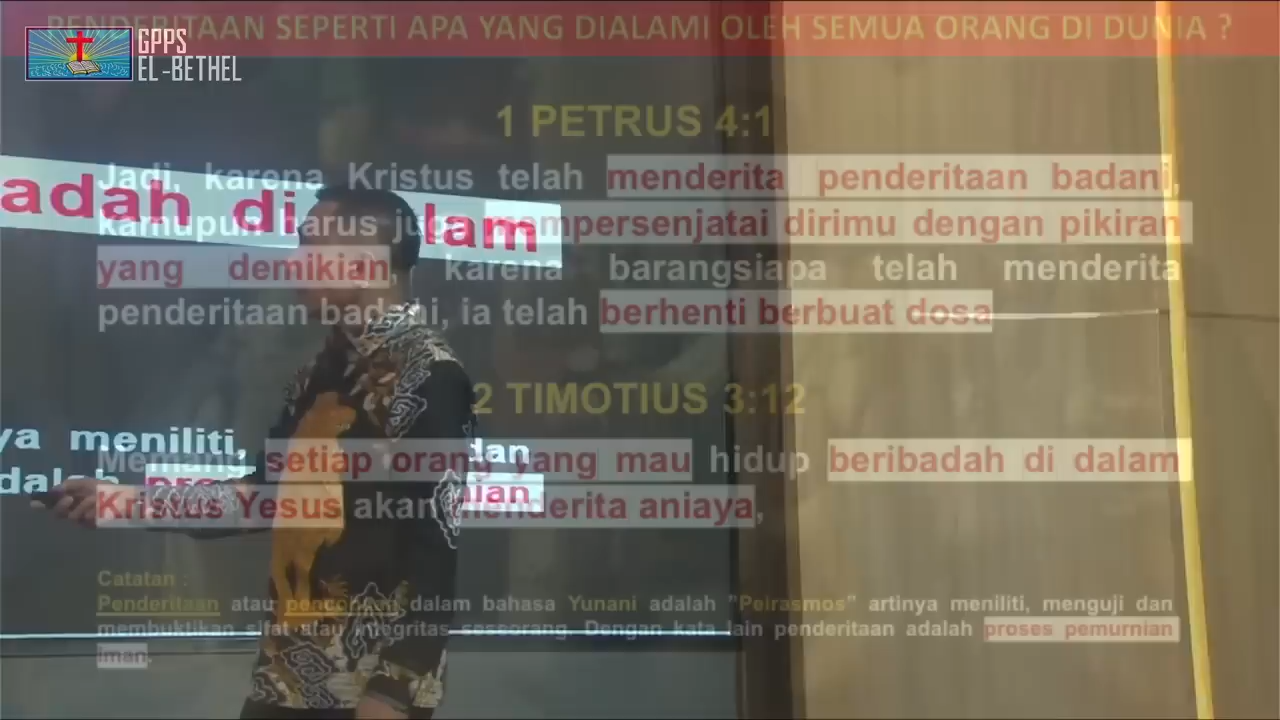 PENDERITAAN SEPERTI APA YANG DIALAMI OLEH SEMUA ORANG DI DUNIA ?
GPPS
EL-BETHEL
1 PETRUS 4:1
Jadi, karena Kristus telah menderita penderitaan badani,
kamupun harus juga mempersenjatai dirimu dengan pikiran
yang demikian karena barangsiapa telah menderita
penderitaan badani, ia telah berhenti berbuat dosa
adah di lam
2 TIMOTIUS 3:12
Memang setiap orang yang mau hidup beribadah di dalam
Kristus Yesus akan menderita aniaya,
ya meniliti, dan
Catatan :
Penderitaan atau pencobaan dalam bahasa Yunani adalah "Peirasmos" artinya meniliti, menguji dan
membuktikan sifat atau integritas seseorang. Dengan kata lain penderitaan adalah proses pemurnian
iman.